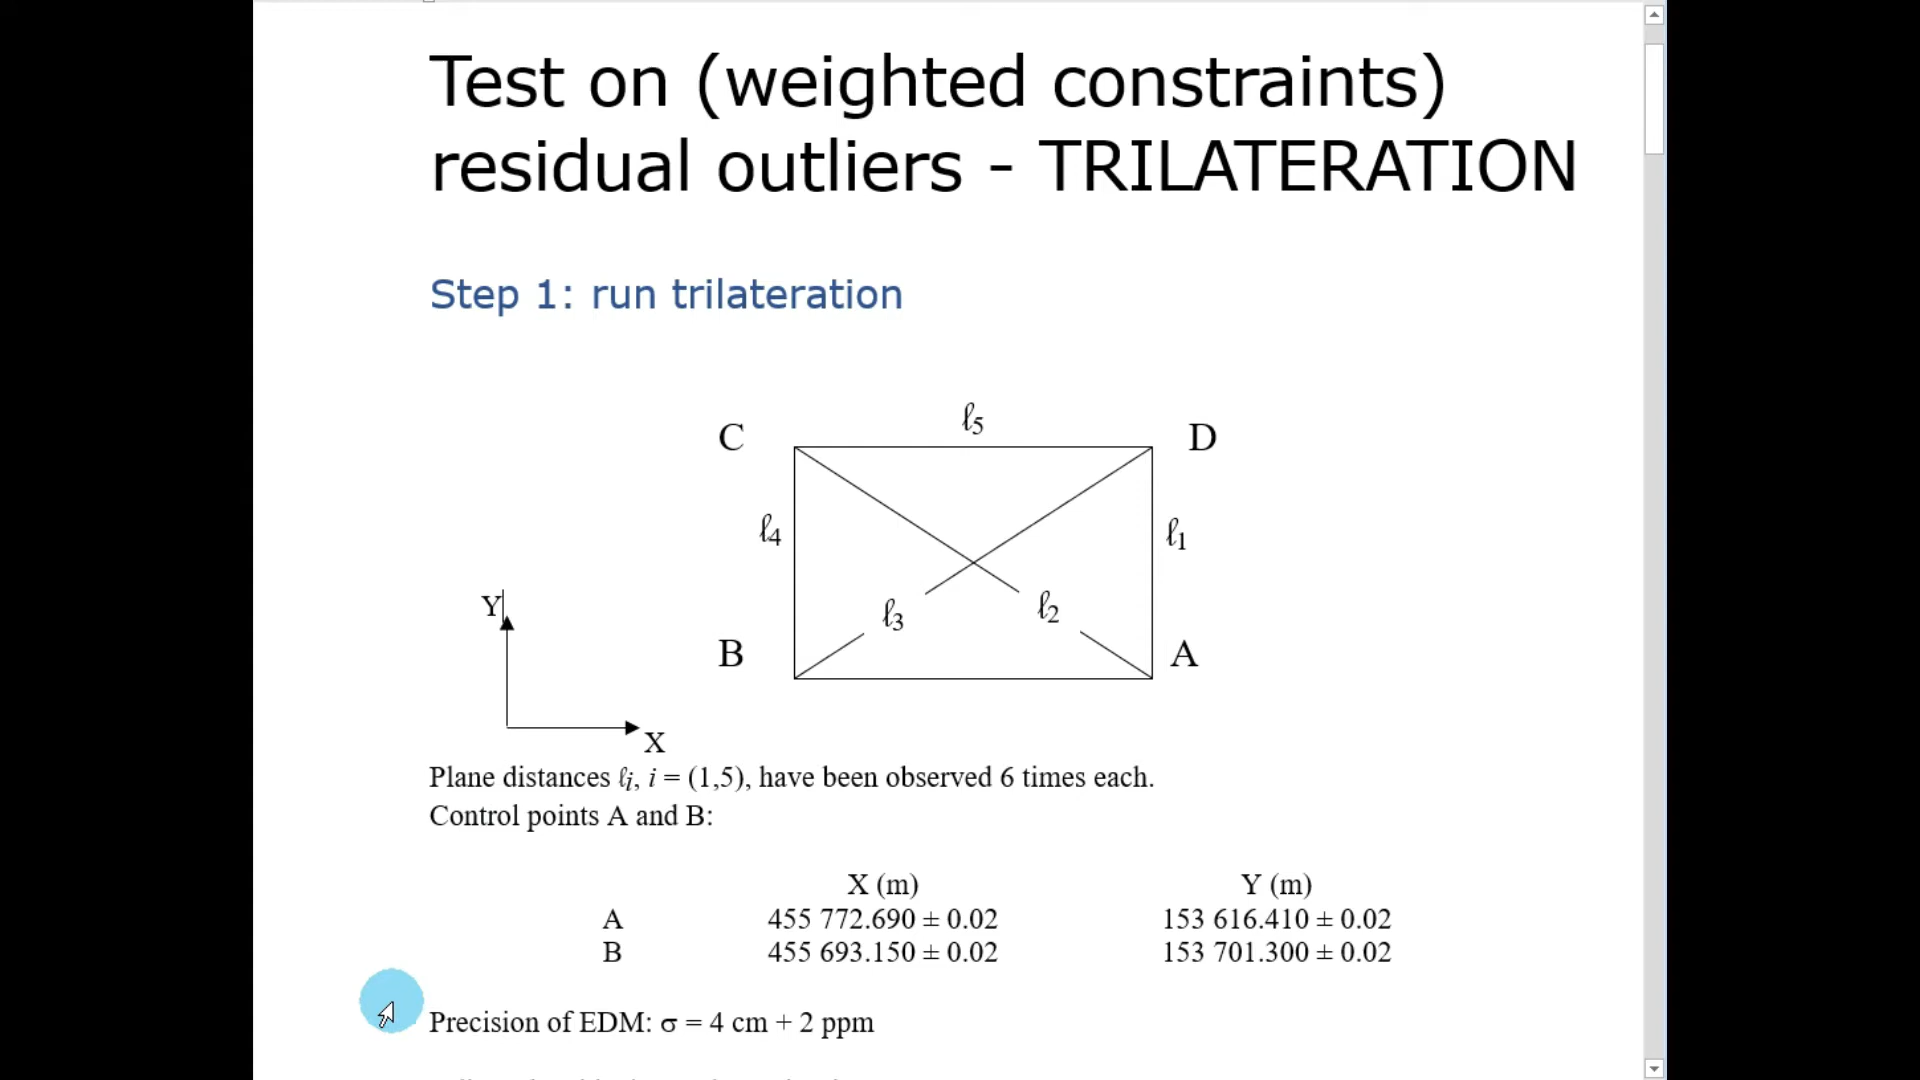 Test on (weighted constraints)
residual outliers - TRILATERATION
Step 1: run trilateration
ℓ5
C
D
ℓ4
ℓ1
ℓ3
ℓ2
Y
B
A
X
Plane distances ℓi, i = (1,5), have been observed 6 times each.
Control points A and B:
X (m) Y (m)
A 455 772.690 ± 0.02 153 616.410 ± 0.02
B 455 693.150 ± 0.02 153 701.300 ± 0.02
Precision of EDM: σ = 4 cm + 2 ppm